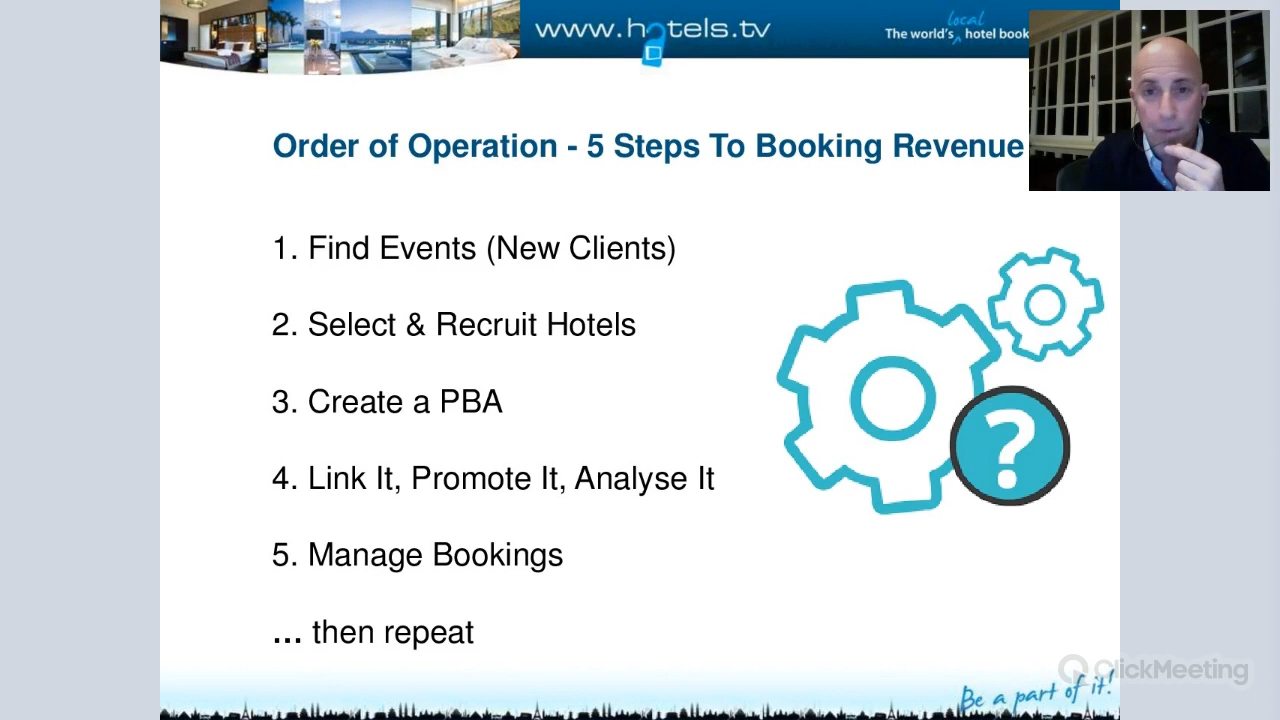 www.hotels.tv
local
The world's hotel book
Order of Operation - 5 Steps To Booking Revenue
1. Find Events (New Clients)
2. Select & Recruit Hotels
3. Create a PBA
4. Link It, Promote It, Analyse It
5. Manage Bookings
... then repeat
?
ClickMeeting
Be a part of it!